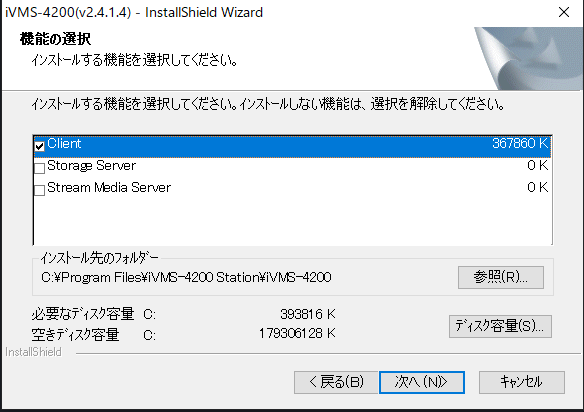 iVMS-4200(v2.4.1.4) - InstallShield Wizard
機能の選択
インストールする機能を選択してください。
インストールする機能を選択してください。インストールしない機能は、選択を解除してください。
Client 367860 K
Storage Server 0 K
Stream Media Server 0 K
インストール先のフォルダー
C:¥Program Files¥iVMS-4200 Station¥iVMS-4200
参照(R)...
必要なディスク容量 C: 393816 K
空きディスク容量 C: 179306128 K
ディスク容量(S)...
InstallShield
< 戻る(B)
次へ(N)>
キャンセル